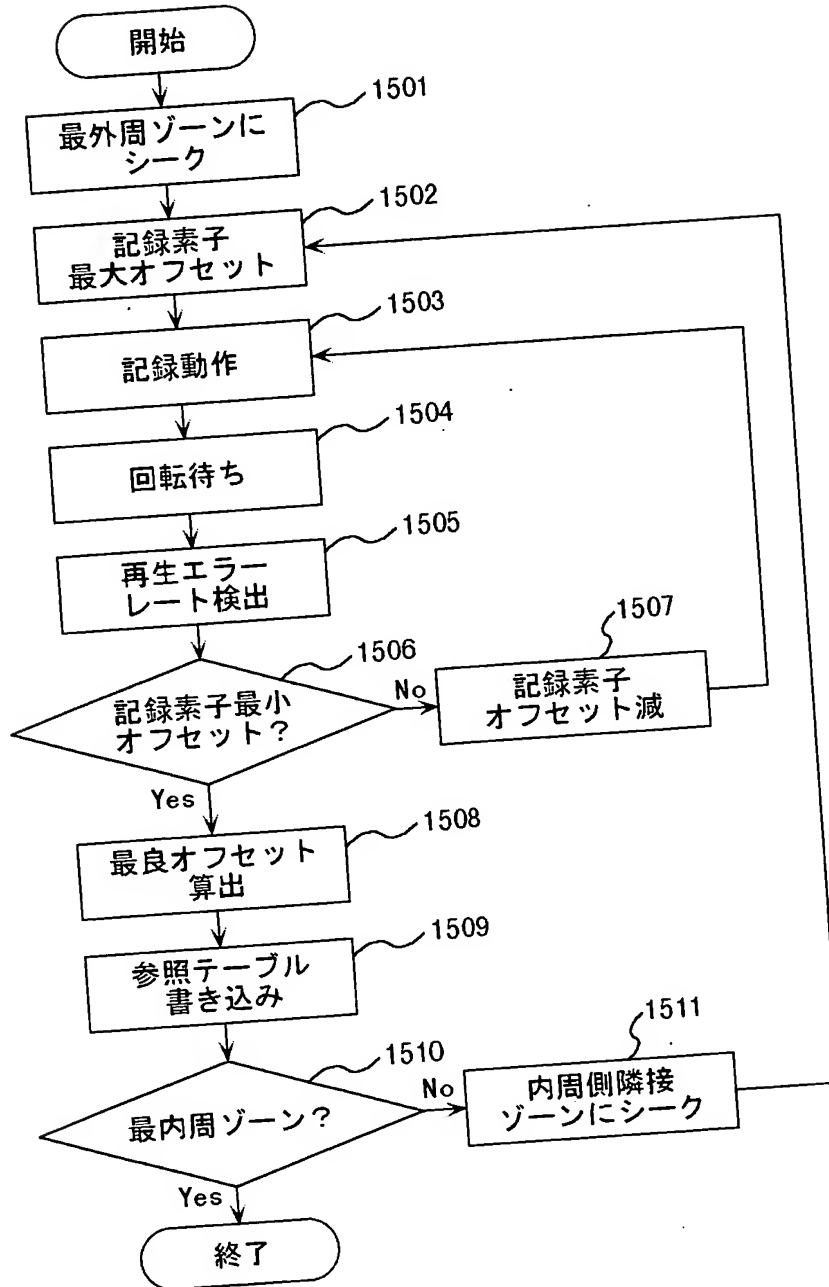 開始
1501
最外周ゾーンに
シーク
1502
記録素子
最大オフセット
1503
記録動作
1504
回転待ち
1505
再生エラー
レート検出
1506
記録素子最小
オフセット?
No
1507
記録素子
オフセット減
Yes
1508
最良オフセット
算出
1509
参照テーブル
書き込み
1510
最内周ゾーン?
No
1511
内周側隣接
ゾーンにシーク
Yes
終了